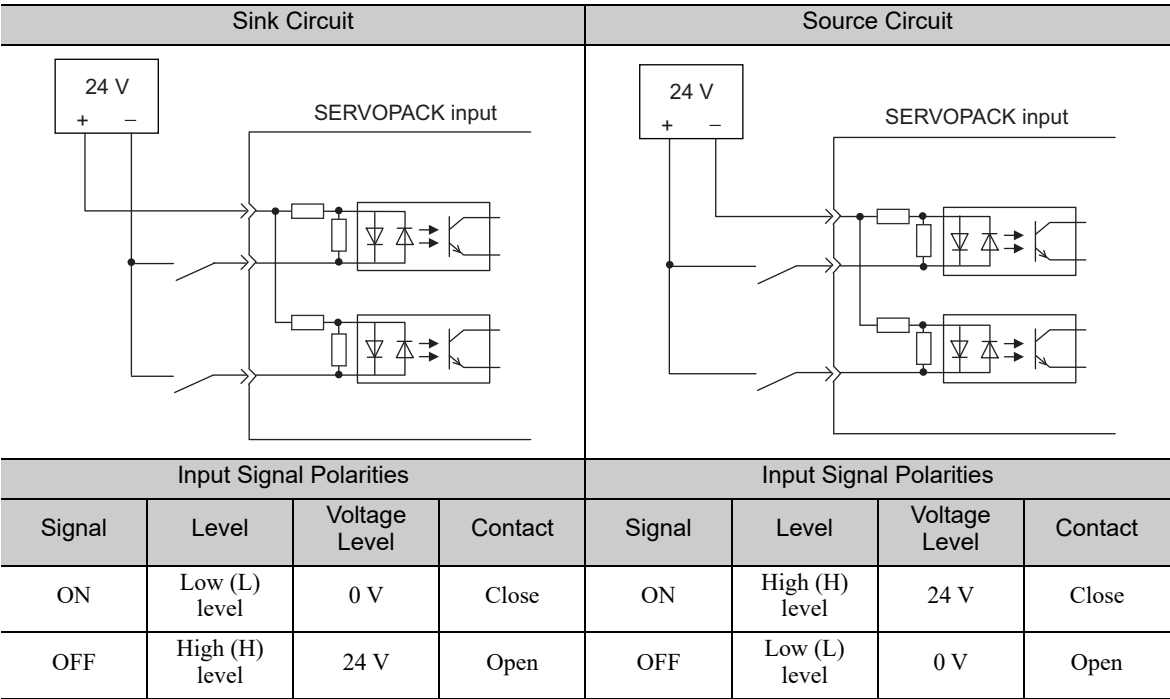 Sink Circuit
Source Circuit
24 V
+ −
SERVOPACK input
24 V
+ −
SERVOPACK input
Input Signal Polarities
Input Signal Polarities
Signal
Level
Voltage
Level
Contact
Signal
Level
Voltage
Level
Contact
ON
Low (L)
level
0 V
Close
ON
High (H)
level
24 V
Close
OFF
High (H)
level
24 V
Open
OFF
Low (L)
level
0 V
Open